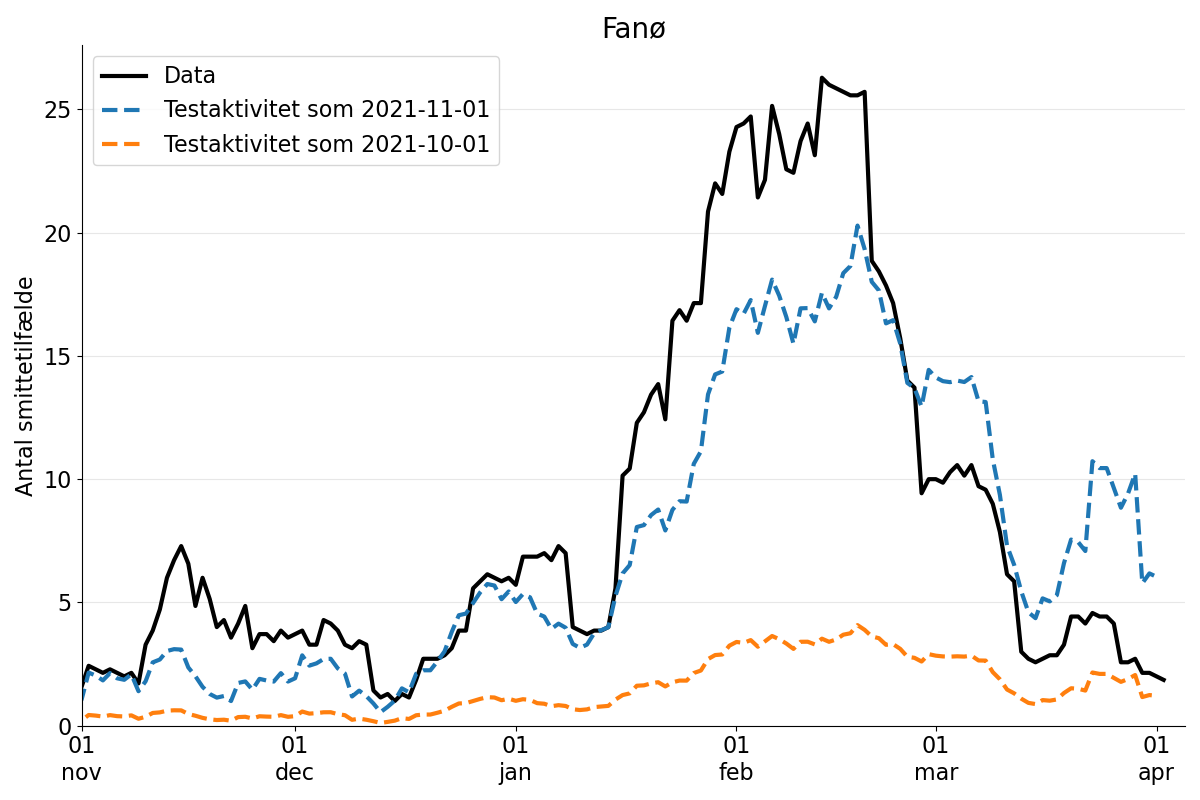 Fanø
Data
Testaktivitet som 2021-11-01
Testaktivitet som 2021-10-01
Antal smittetilfælde
25
20
15
10
5
0
01 01 01 01 01 01
nov dec jan feb mar apr